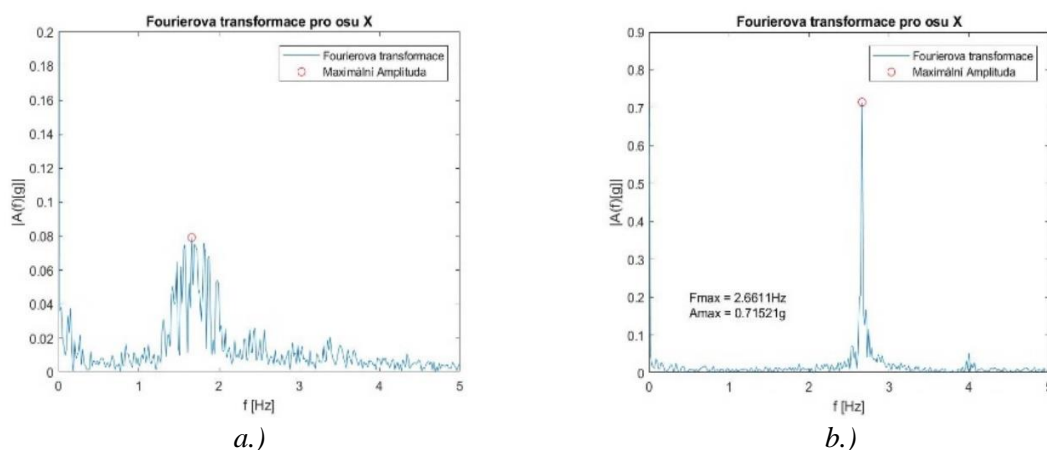 Fourierova transformace pro osu X
0.2
0.18
0.16
0.14
0.12
0.1
0.08
0.06
0.04
0.02
0
|A(f)[g]|
Fourierova transformace
Maximální Amplituda
0 1 2 3 4 5
f [Hz]
a.)
Fourierova transformace pro osu X
0.9
0.8
0.7
0.6
0.5
0.4
0.3
0.2
0.1
0
|A(f)[g]|
Fourierova transformace
Maximální Amplituda
Fmax = 2.6611Hz
Amax = 0.71521g
0 1 2 3 4 5
f [Hz]
b.)